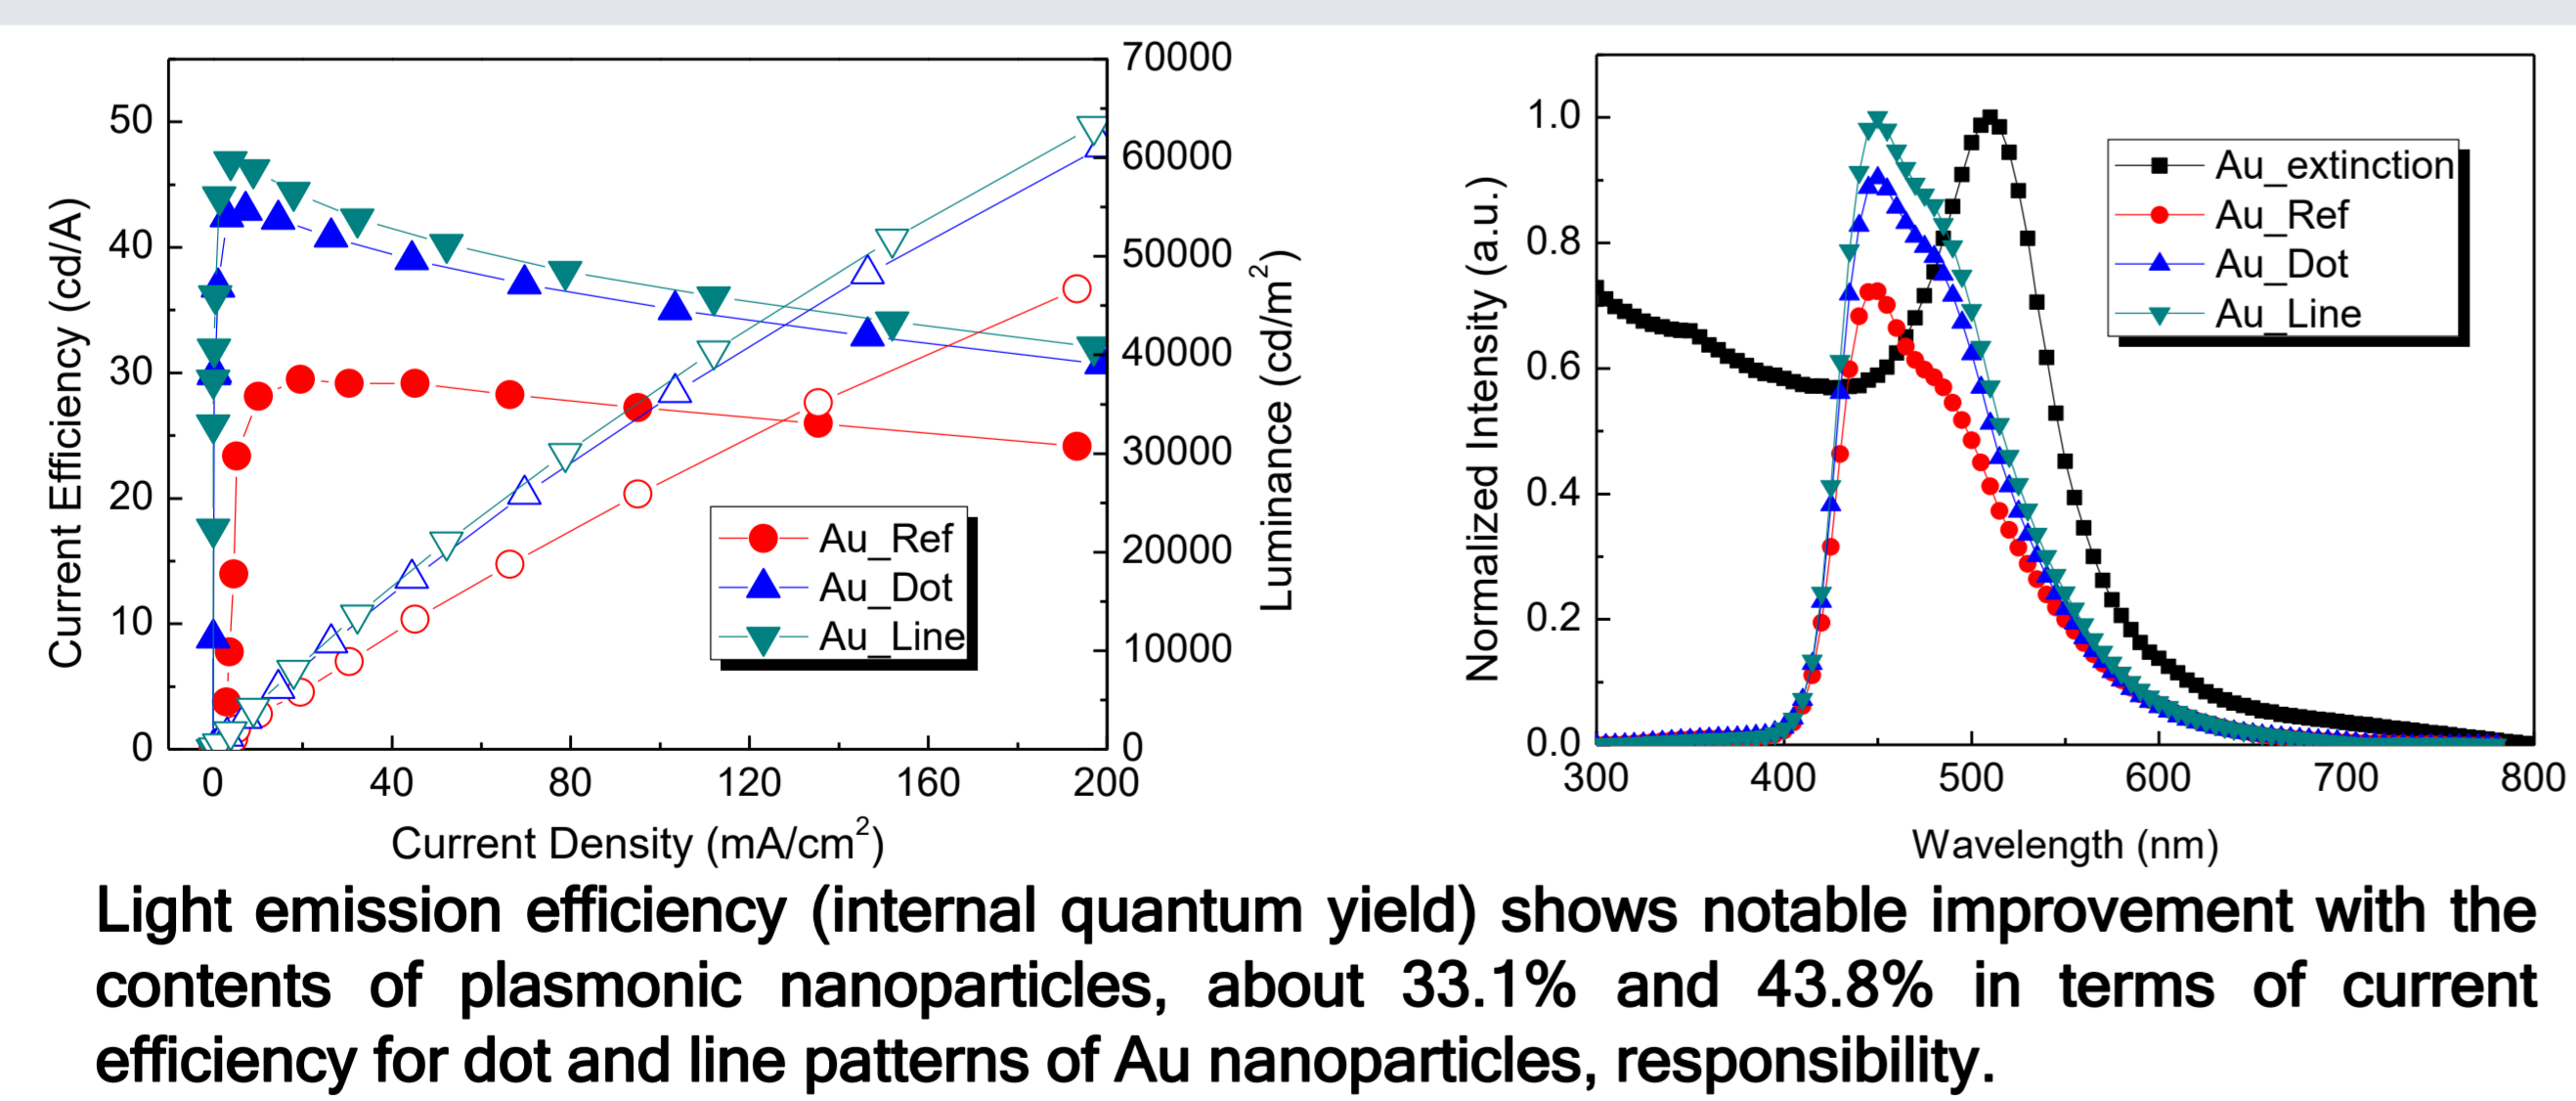 70000
50
60000
40
50000
30
40000
30000
20
20000
10
10000
0
0
0 40 80 120 160 200
Current Efficiency (cd/A)
Luminance (cd/m²)
Current Density (mA/cm²)
Au_Ref
Au_Dot
Au_Line
1.0
0.8
0.6
0.4
0.2
0.0
300 400 500 600 700 800
Normalized Intensity (a.u.)
Wavelength (nm)
Au_extinction
Au_Ref
Au_Dot
Au_Line
Light emission efficiency (internal quantum yield) shows notable improvement with the
contents of plasmonic nanoparticles, about 33.1% and 43.8% in terms of current
efficiency for dot and line patterns of Au nanoparticles, responsibility.